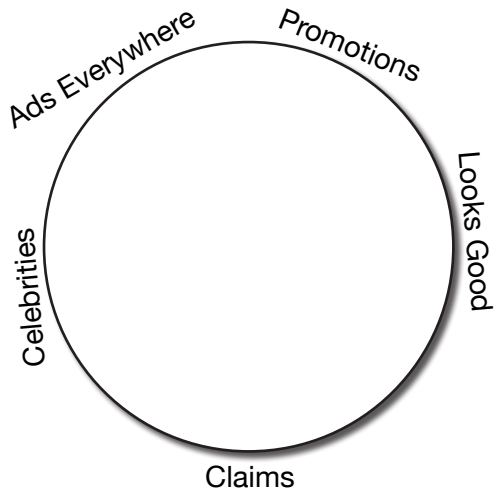 Ads Everywhere
Promotions
Looks Good
Celebrities
Claims